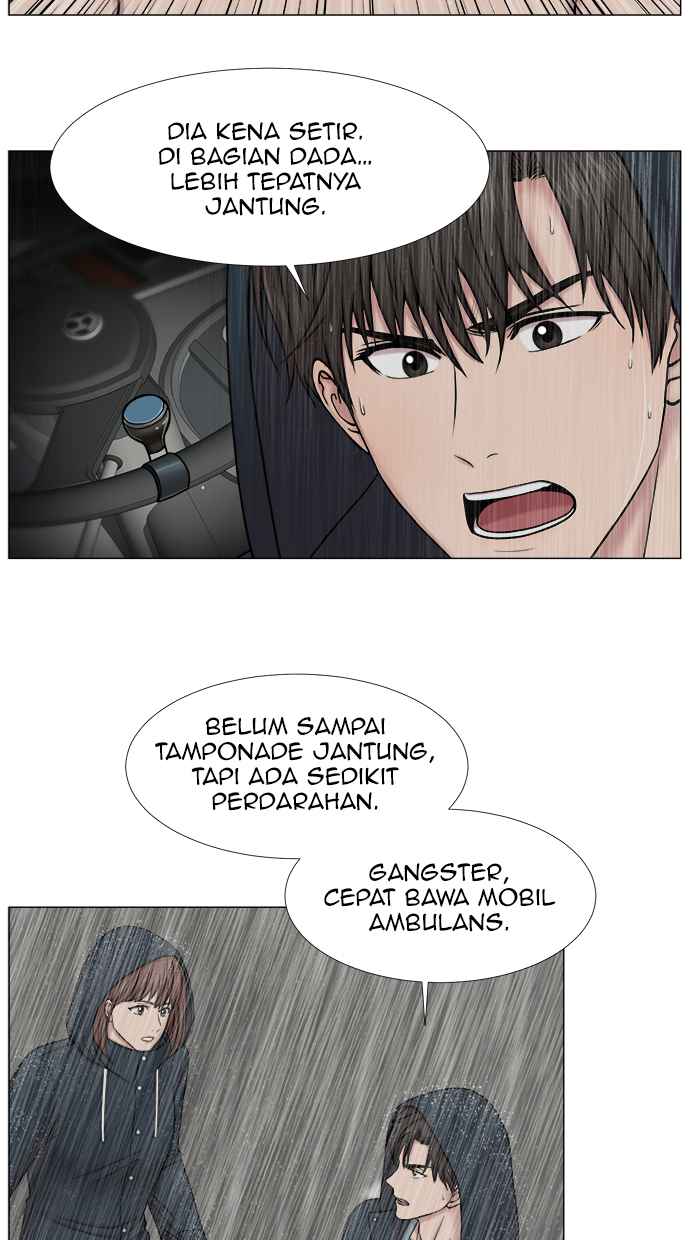 DIA KENA SETIR.
DI BAGIAN DADA...
LEBIH TEPATNYA
JANTUNG.
BELUM SAMPAI
TAMPONADE JANTUNG,
TAPI ADA SEDIKIT
PERDARAHAN.
GANGSTER,
CEPAT BAWA MOBIL
AMBULANS.